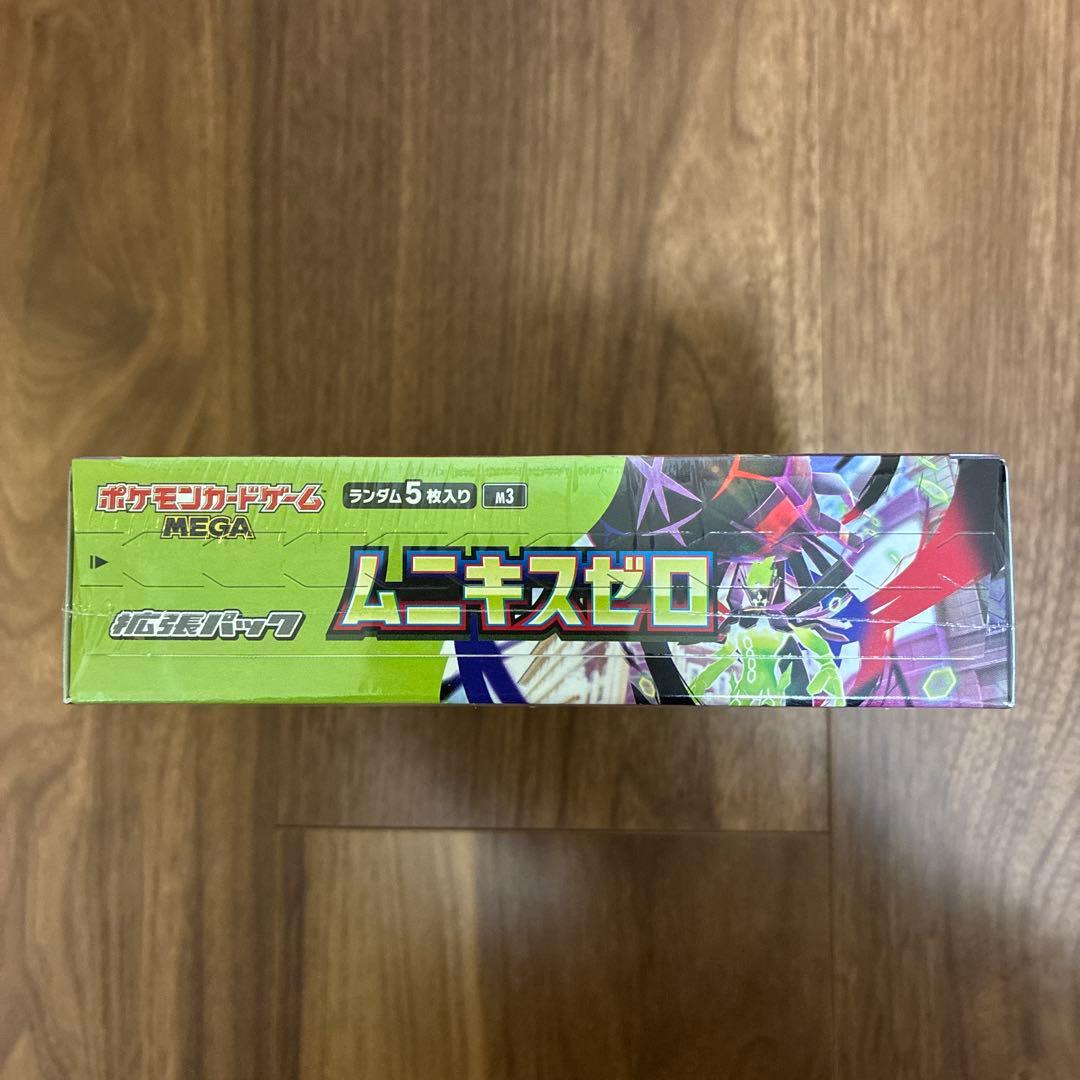 ポケモンカードゲーム
MEGA
ランダム5枚入り
M3
ムニキスゼロ
拡張パック